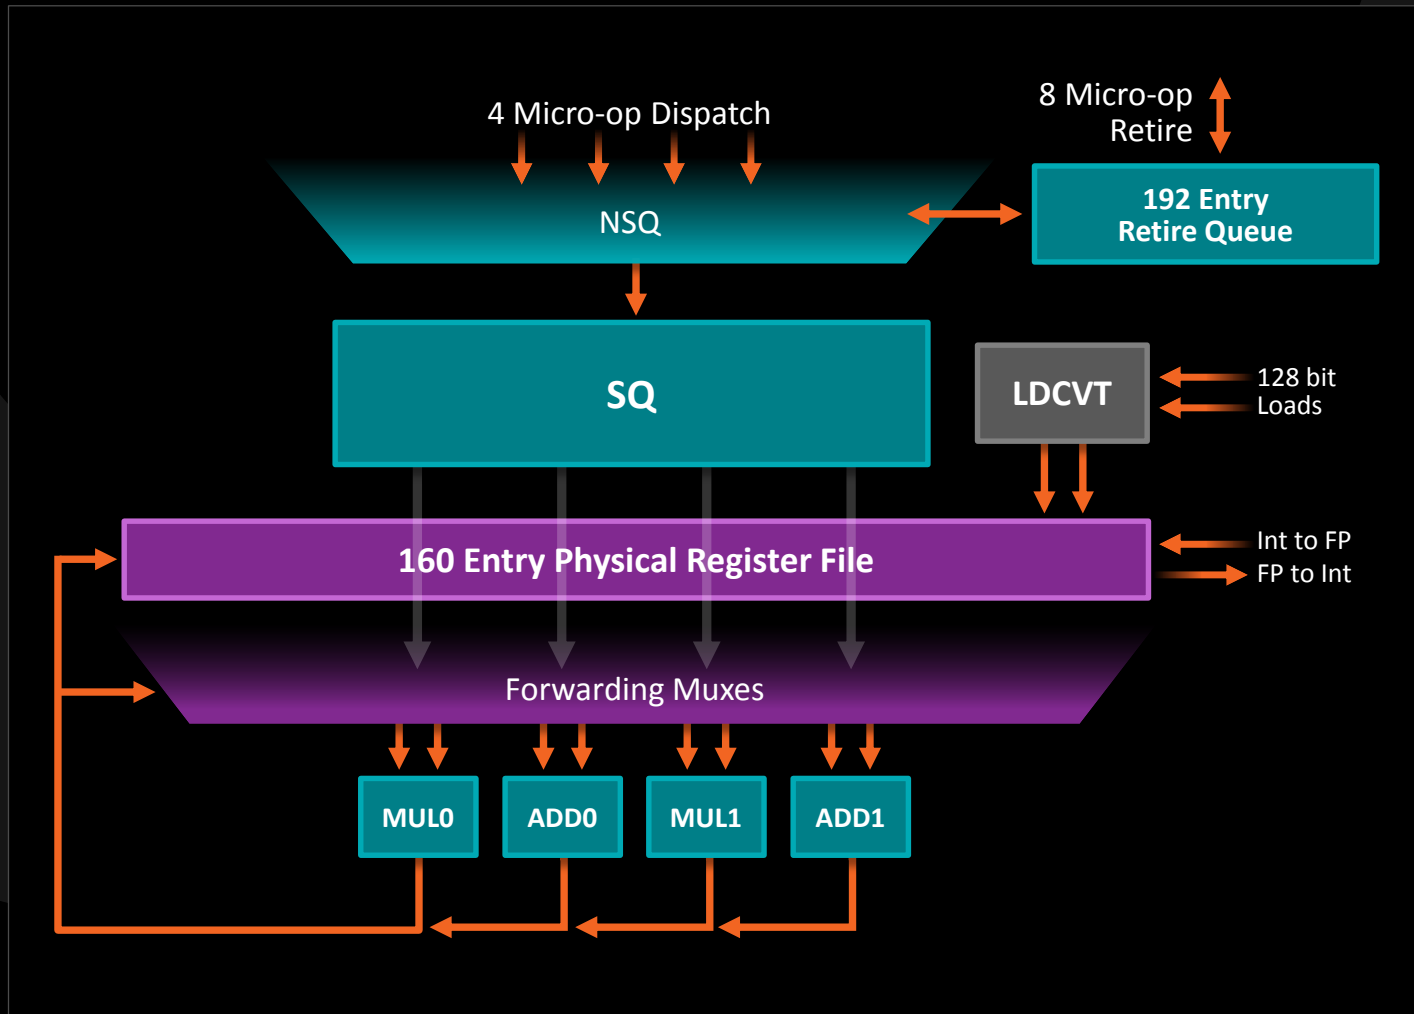 4 Micro-op Dispatch
8 Micro-op
Retire
NSQ
192 Entry
Retire Queue
SQ
LDCVT
128 bit
Loads
160 Entry Physical Register File
Int to FP
FP to Int
Forwarding Muxes
MUL0
ADD0
MUL1
ADD1